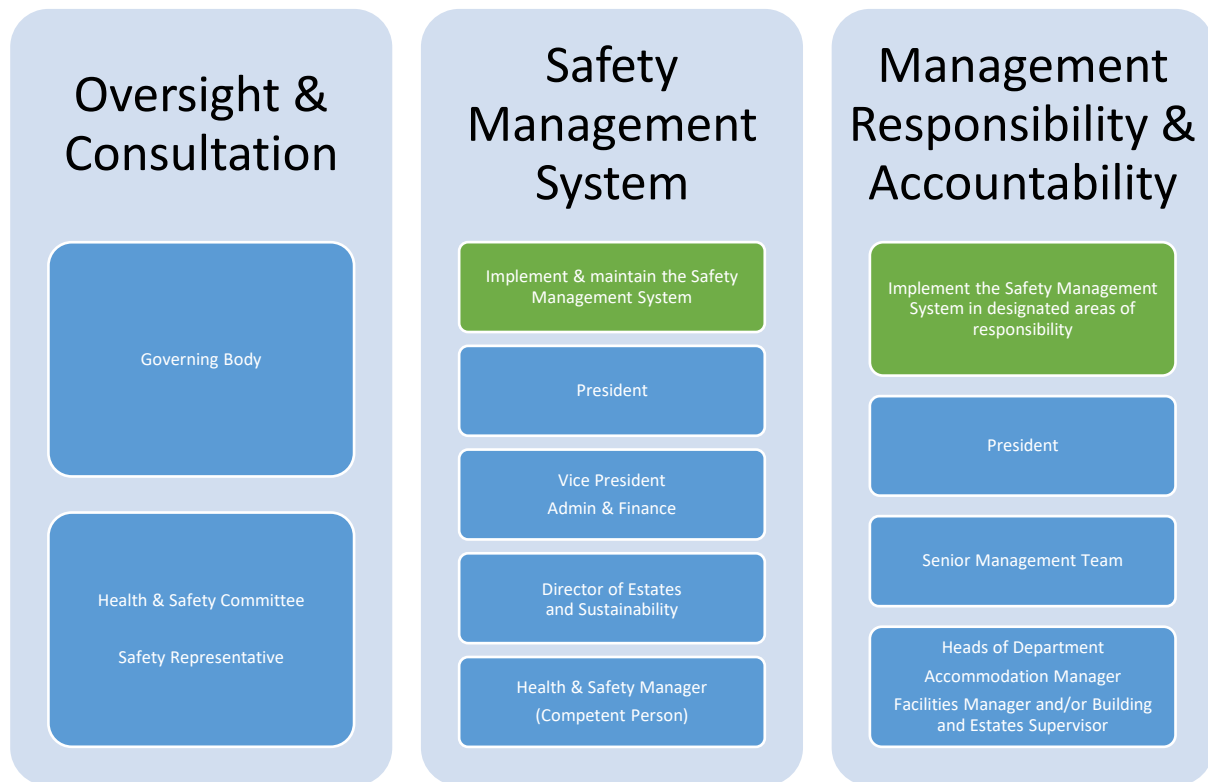 Oversight &
Consultation
Governing Body
Health & Safety Committee
Safety Representative
Safety
Management
System
Implement & maintain the Safety
Management System
President
Vice President
Admin & Finance
Director of Estates
and Sustainability
Health & Safety Manager
(Competent Person)
Management
Responsibility &
Accountability
Implement the Safety Management
System in designated areas of
responsibility
President
Senior Management Team
Heads of Department
Accommodation Manager
Facilities Manager and/or Building
and Estates Supervisor